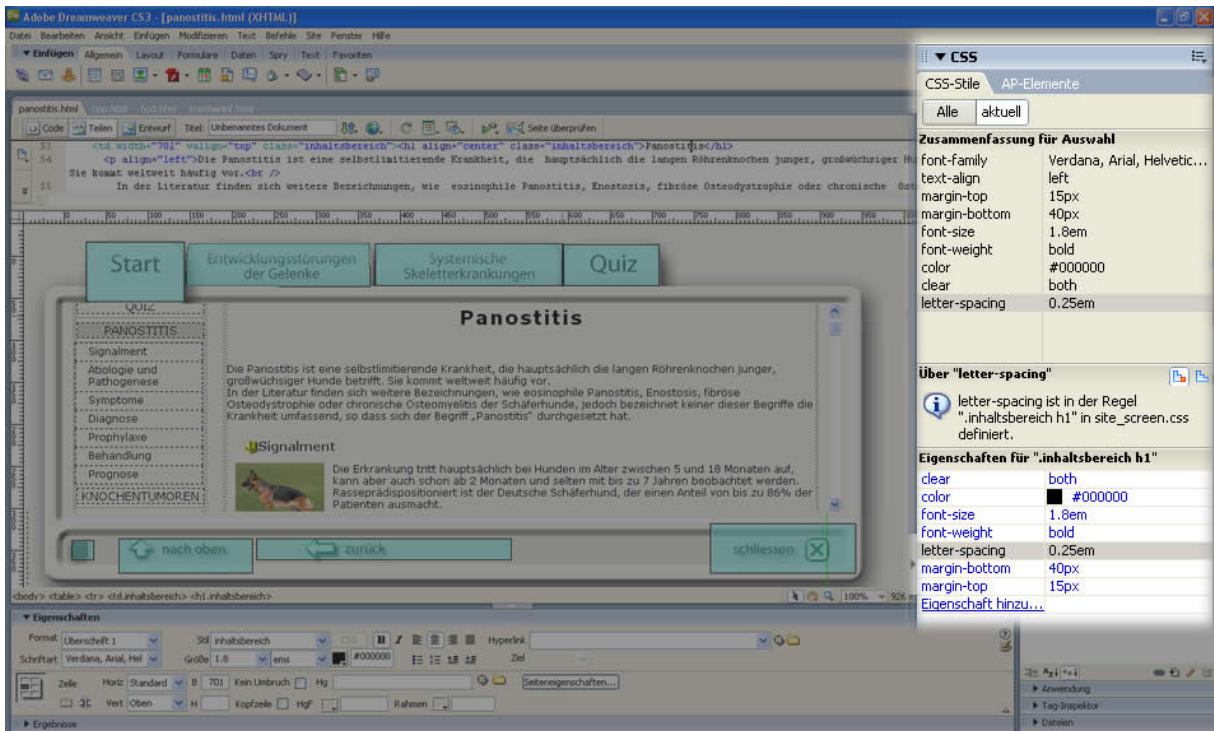 Adobe Dreamweaver CS3 - [panostitis.html (XHTML)]
Datei Bearbeiten Ansicht Einfügen Modifizieren Text Befehle Site Fenster Hilfe
▼ Einfügen Allgemein Layout Formulare Daten Spry Text Favoriten
panostitis.html
Code Teilen Entwurf Titel: Unbenanntes Dokument Seite überprüfen
53 <td width="701" valign="top" class="inhaltsbereich"><h1 align="center" class="inhaltsbereich">Panostitis</h1>
54 <p align="left">Die Panostitis ist eine selbstlimitierende Krankheit, die hauptsächlich die langen Röhrenknochen junger, großwüchsiger
Sie kommt weltweit häufig vor.<br />
55 In der Literatur finden sich weitere Bezeichnungen, wie eosinophile Panostitis, Enostosis, fibröse Osteodystrophie oder chronische
Start
Entwicklungsstörungen
der Gelenke
Systemische
Skeletterkrankungen
Quiz
QUIZ
PANOSTITIS
Signalment
Ätiologie und
Pathogenese
Symptome
Diagnose
Prophylaxe
Behandlung
Prognose
KNOCHENTUMOREN
Panostitis
Die Panostitis ist eine selbstlimitierende Krankheit, die hauptsächlich die langen Röhrenknochen junger,
großwüchsiger Hunde betrifft. Sie kommt weltweit häufig vor.
In der Literatur finden sich weitere Bezeichnungen, wie eosinophile Panostitis, Enostosis, fibröse
Osteodystrophie oder chronische Osteomyelitis der Schäferhunde, jedoch bezeichnet keiner dieser Begriffe die
Krankheit umfassend, so dass sich der Begriff „Panostitis" durchgesetzt hat.
Signalment
Die Erkrankung tritt hauptsächlich bei Hunden im Alter zwischen 5 und 18 Monaten auf,
kann aber auch schon ab 2 Monaten und selten mit bis zu 7 Jahren beobachtet werden.
Rasseprädispositioniert ist der Deutsche Schäferhund, der einen Anteil von bis zu 86% der
Patienten ausmacht.
nach oben
zurück
schliessen
<body> <table> <tr> <td.inhaltsbereich> <h1.inhaltsbereich> 100% 926
▼ Eigenschaften
Format Überschrift 1 Stil inhaltsbereich CSS B I Hyperlink
Schriftart Verdana, Arial, Hel Größe 1.8 ems #000000 Ziel
Zelle Horiz Standard B 701 Kein Umbruch Hg Seiteneigenschaften...
Vert Oben H Kopfzeile HgF Rahmen
▶ Ergebnisse
▼ CSS
CSS-Stile AP-Elemente
Alle aktuell
Zusammenfassung für Auswahl
font-family Verdana, Arial, Helvetic...
text-align left
margin-top 15px
margin-bottom 40px
font-size 1.8em
font-weight bold
color #000000
clear both
letter-spacing 0.25em
Über "letter-spacing"
letter-spacing ist in der Regel
".inhaltsbereich h1" in site_screen.css
definiert.
Eigenschaften für ".inhaltsbereich h1"
clear both
color #000000
font-size 1.8em
font-weight bold
letter-spacing 0.25em
margin-bottom 40px
margin-top 15px
Eigenschaft hinzu...
▶ Anwendung
▶ Tag-Inspektor
▶ Dateien